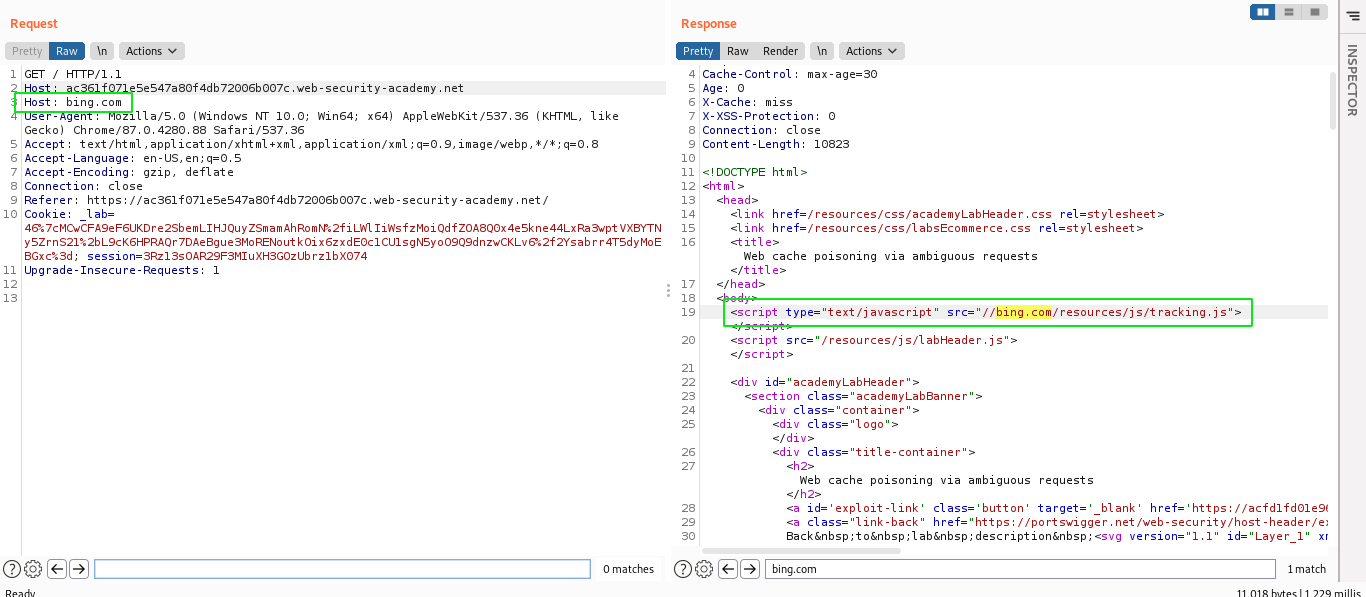 Request
Pretty Raw \n Actions
1 GET / HTTP/1.1
2 Host: ac361f071e5e547a80f4db72006b007c.web-security-academy.net
3 Host: bing.com
4 User-Agent: Mozilla/5.0 (Windows NT 10.0; Win64; x64) AppleWebKit/537.36 (KHTML, like
Gecko) Chrome/87.0.4280.88 Safari/537.36
5 Accept: text/html,application/xhtml+xml,application/xml;q=0.9,image/webp,*/*;q=0.8
6 Accept-Language: en-US,en;q=0.5
7 Accept-Encoding: gzip, deflate
8 Connection: close
9 Referer: https://ac361f071e5e547a80f4db72006b007c.web-security-academy.net/
10 Cookie: _lab=
46%7cMCwCFA9eF6UKDre2SbemLIHJQuyZSmamAhRomN%2fiLWlIiWsfzMoiQdfZOA8Q0x4e5kne44LxRa3wptVXBYTN
y5ZrnS21%2bL9cK6HPRAQr7DAeBgue3MoRENoutkOix6zxdE0c1CU1sgN5yoO9Q9dnzwCKLv6%2f2Ysabrr4T5dyMoE
BGxc%3d; session=3Rzl3sOAR29F3MIuXH3GOzUbrz1bX074
11 Upgrade-Insecure-Requests: 1
12
13
0 matches
Ready
Response
Pretty Raw Render \n Actions
4 Cache-Control: max-age=30
5 Age: 0
6 X-Cache: miss
7 X-XSS-Protection: 0
8 Connection: close
9 Content-Length: 10823
10
11 <!DOCTYPE html>
12 <html>
13 <head>
14 <link href=/resources/css/academyLabHeader.css rel=stylesheet>
15 <link href=/resources/css/labsEcommerce.css rel=stylesheet>
16 <title>
Web cache poisoning via ambiguous requests
</title>
17 </head>
18 <body>
19 <script type="text/javascript" src="//bing.com/resources/js/tracking.js">
</script>
20 <script src="/resources/js/labHeader.js">
</script>
21
22 <div id="academyLabHeader">
23 <section class="academyLabBanner">
24 <div class="container">
25 <div class="logo">
</div>
26 <div class="title-container">
27 <h2>
Web cache poisoning via ambiguous requests
</h2>
28 <a id='exploit-link' class='button' target='_blank' href='https://acfd1fd01e96
29 <a class="link-back" href="https://portswigger.net/web-security/host-header/ex
30 Back&nbsp;to&nbsp;lab&nbsp;description&nbsp;<svg version="1.1" id="Layer_1" xm
bing.com
1 match
11,018 bytes | 1,229 millis
INSPECTOR